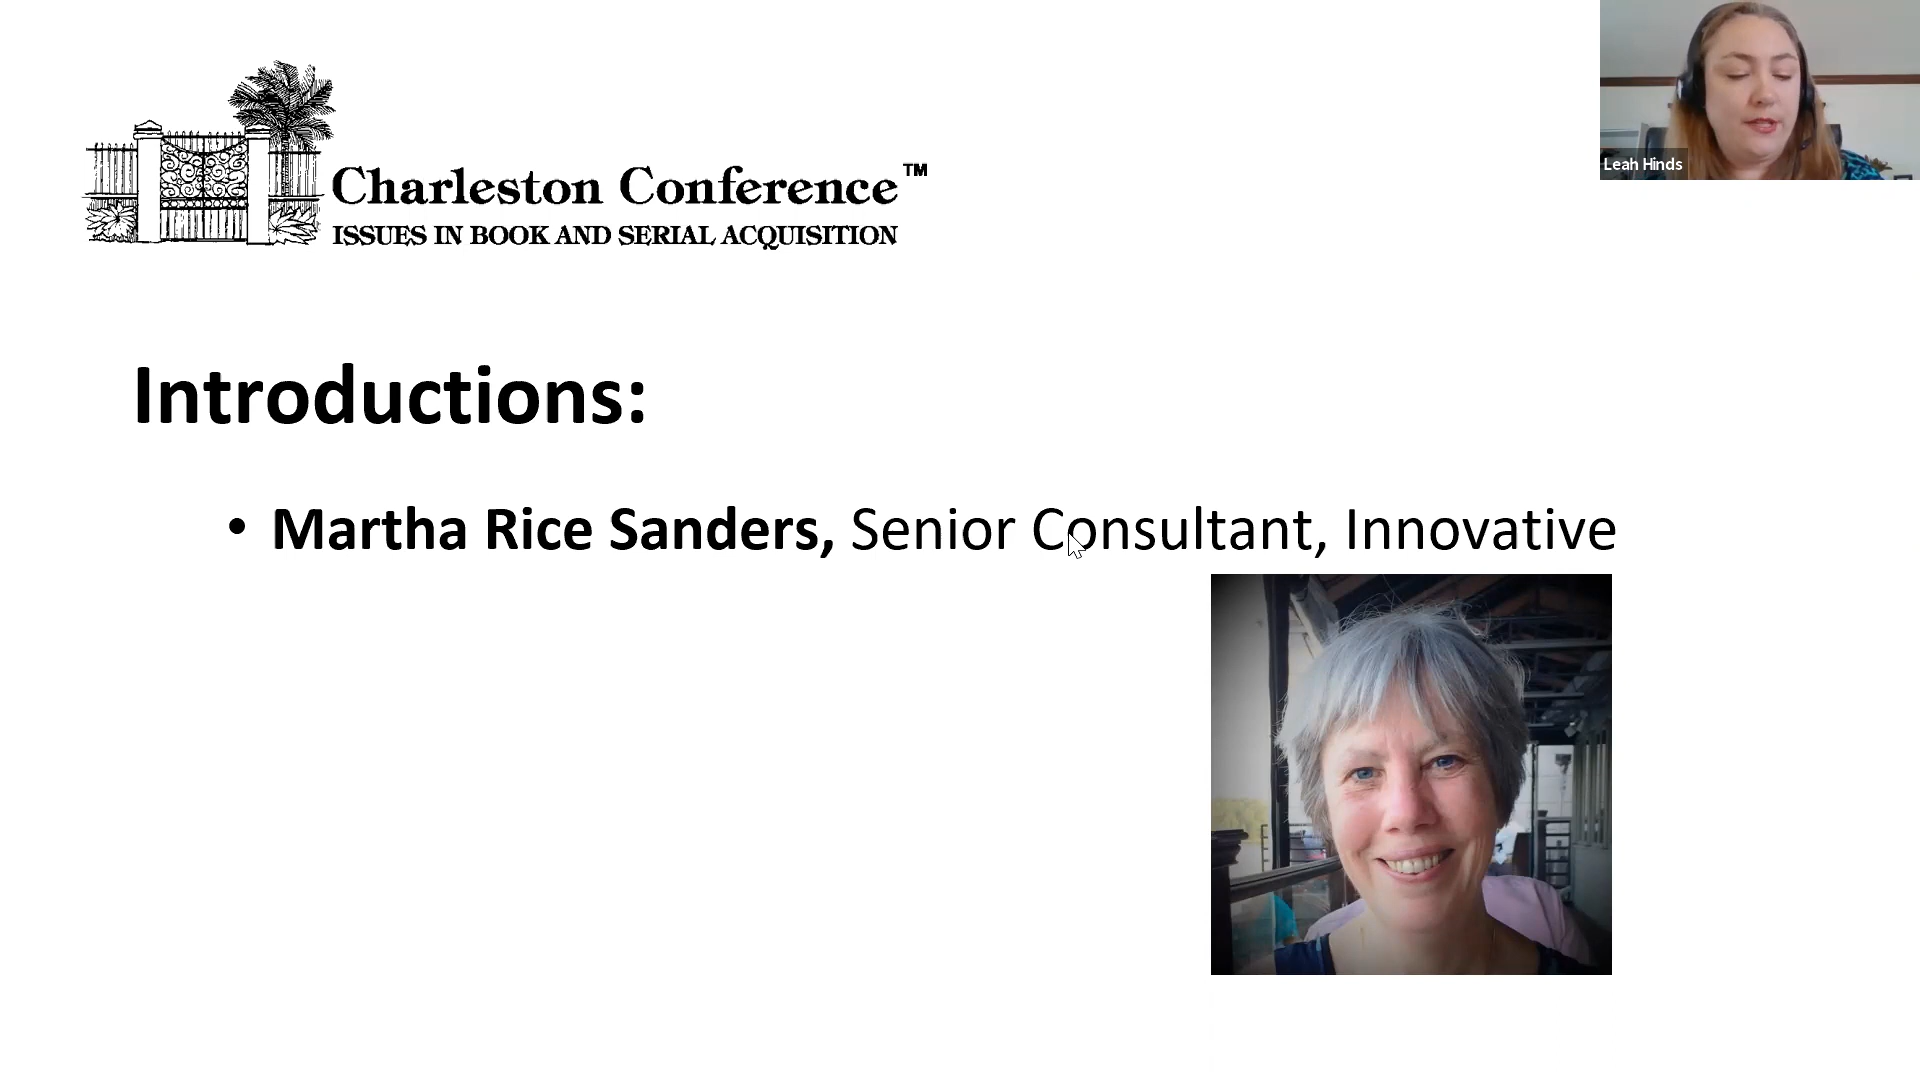 Charleston Conference™
ISSUES IN BOOK AND SERIAL ACQUISITION
Leah Hinds
Introductions:
• Martha Rice Sanders, Senior Consultant, Innovative